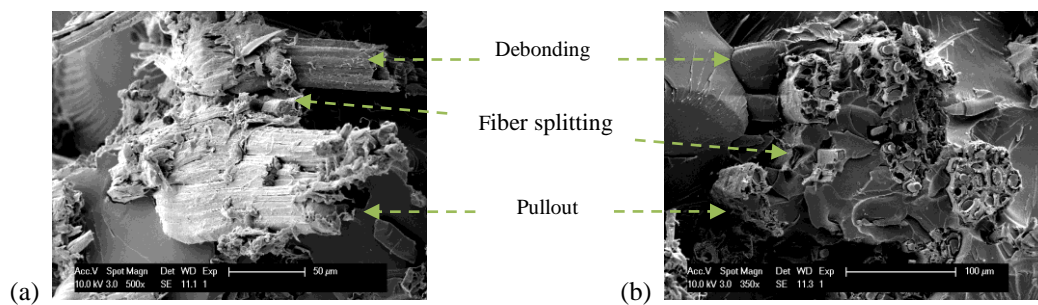 Debonding
Fiber splitting
Pullout
(a)
Acc.V Spot Magn Det WD Exp
10.0 kV 3.0 500x SE 11.1 1
50 µm
(b)
Acc.V Spot Magn Det WD Exp
10.0 kV 3.0 350x SE 11.3 1
100 µm